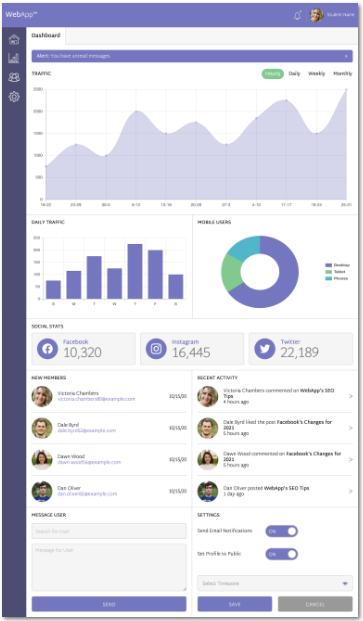 WebApp™
Dashboard
Alert: You have unread messages
TRAFFIC
Hourly Daily Weekly Monthly
2500
2000
1500
1000
500
0
16-22 23-29 30-5 6-12 13-19 20-26 27-3 4-10 11-17 18-24 25-31
DAILY TRAFFIC
250
200
150
100
50
0
S M T W T F S
MOBILE USERS
Desktop
Tablet
Phones
SOCIAL STATS
Facebook
10,320
Instagram
16,445
Twitter
22,189
NEW MEMBERS
Victoria Chambers
victoria.chambers80@example.com
10/15/20
Dale Byrd
dale.byrd52@example.com
10/15/20
Dawn Wood
dawn.wood16@example.com
10/15/20
Dan Oliver
dan.oliver82@example.com
10/15/20
RECENT ACTIVITY
Victoria Chambers commented on WebApp's SEO
Tips
4 hours ago
>
Dale Byrd liked the post Facebook's Changes for
2021
5 hours ago
>
Dawn Wood commented on Facebook's Changes for
2021
5 hours ago
>
Dan Oliver posted WebApp's SEO Tips
1 day ago
>
MESSAGE USER
Search for User
Message for User
SEND
SETTINGS
Send Email Notifications
ON
Set Profile to Public
ON
Select Timezone
SAVE
CANCEL